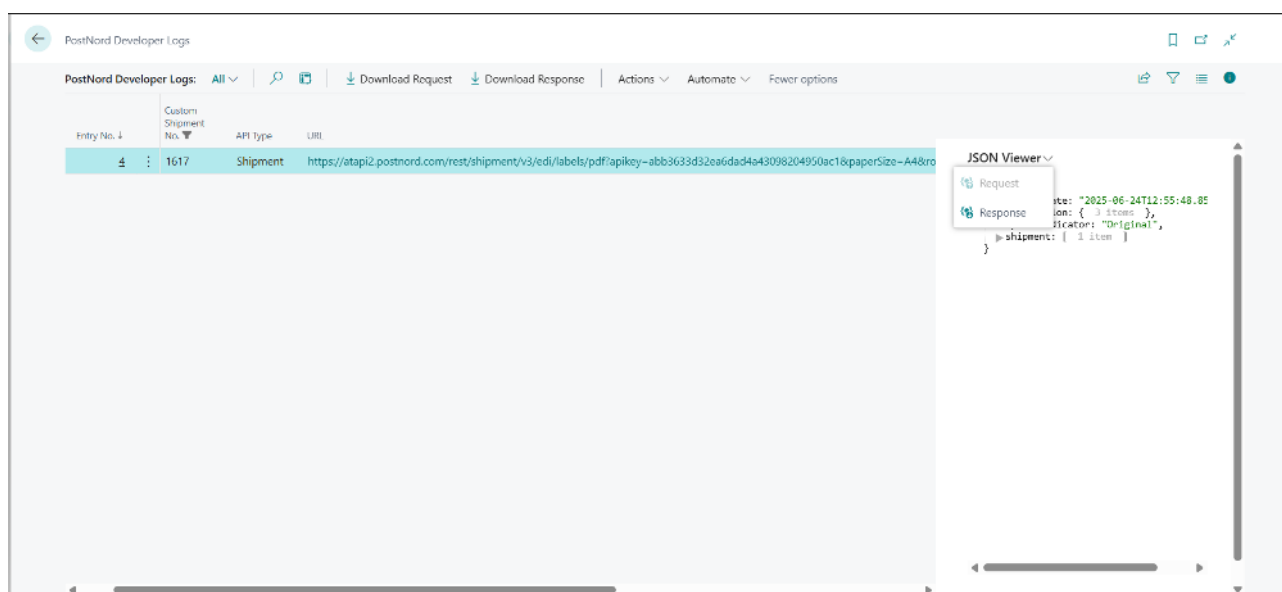 PostNord Developer Logs
PostNord Developer Logs: All Download Request Download Response Actions Automate Fewer options
Entry No. ↓
Custom
Shipment
No.
API Type
URL
4 1617 Shipment https://atapi2.postnord.com/rest/shipment/v3/edi/labels/pdf?apikey=abb3633d32ea6dad4a43098204950ac1&paperSize=A4&ro
JSON Viewer
Request
Response
ate: "2025-06-24T12:55:48.85
ion: { 3 items },
dicator: "Original",
shipment: [ 1 item ]
}